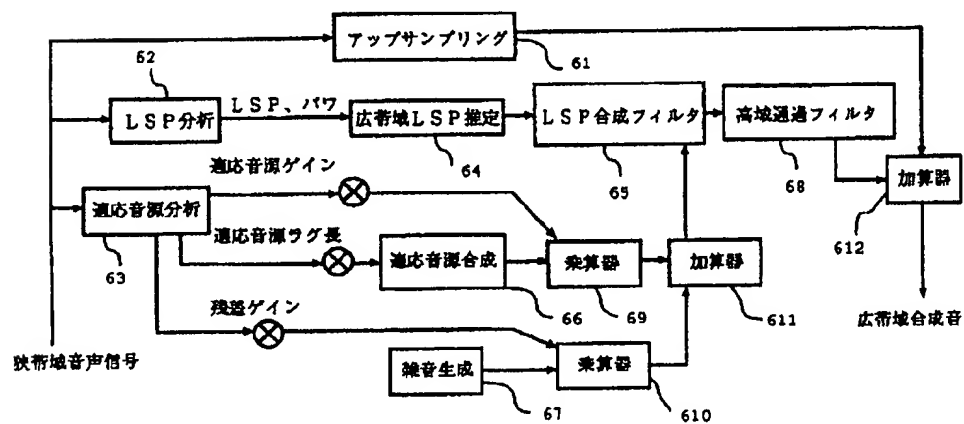 アップサンプリング
61
62
LSP分析
LSP、パワ
広帯域LSP推定
64
LSP合成フィルタ
65
高域通過フィルタ
68
加算器
612
適応音源ゲイン
適応音源分析
63
適応音源ラグ長
適応音源合成
66
乗算器
69
加算器
611
広帯域合成音
残差ゲイン
狭帯域音声信号
雑音生成
67
乗算器
610